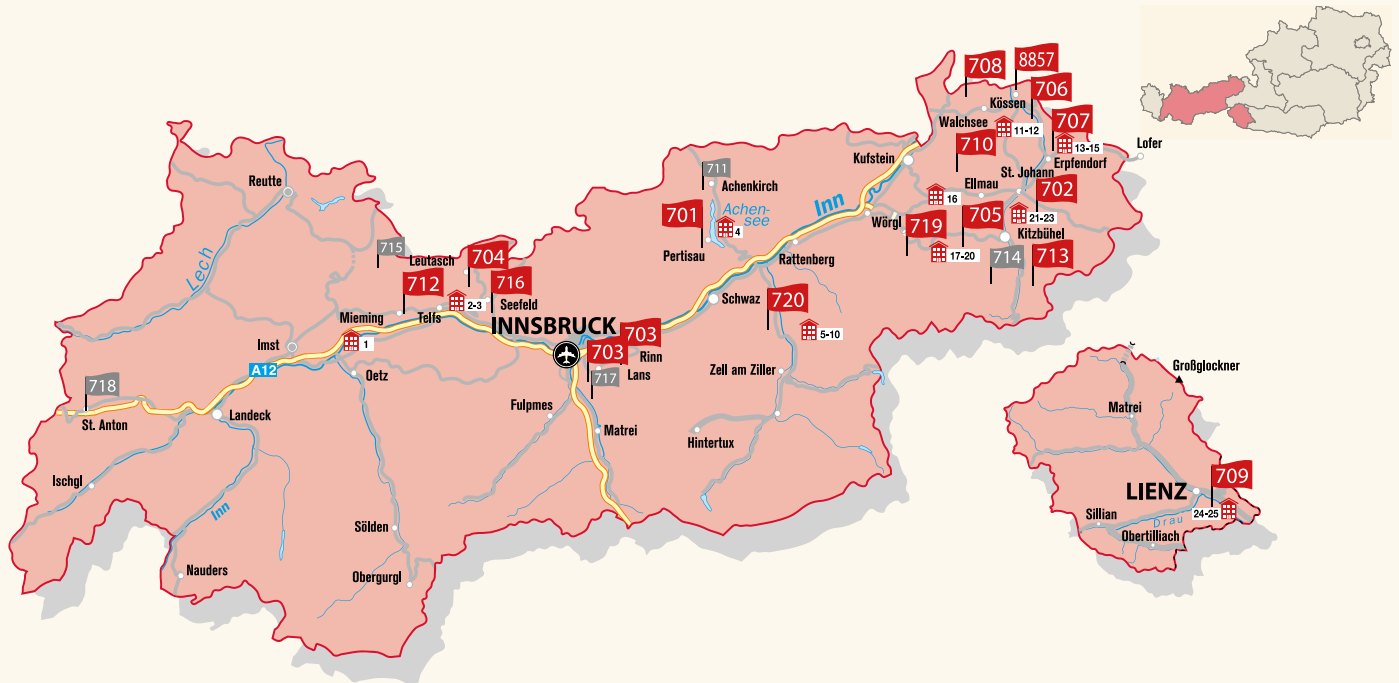 708
8857
706
Kössen
Walchsee
11-12
707
13-15
Lofer
710
Erpfendorf
Kufstein
St. Johann
Ellmau
702
711
Achenkirch
Reutte
16
701
Achen-
see
4
Inn
21-23
705
719
Wörgl
Kitzbühel
Pertisau
Rattenberg
17-20
714
713
715
Leutasch
704
Lech
712
716
2-3
Seefeld
Schwaz
720
Mieming
Telfs
INNSBRUCK
703
5-10
Imst
1
703
Rinn
A12
Oetz
717
Lans
Zell am Ziller
Großglockner
718
St. Anton
Landeck
Fulpmes
Matrei
Matrei
Hintertux
709
Ischgl
LIENZ
Inn
Sillian
24-25
Drau
Sölden
Obertilliach
Nauders
Obergurgl